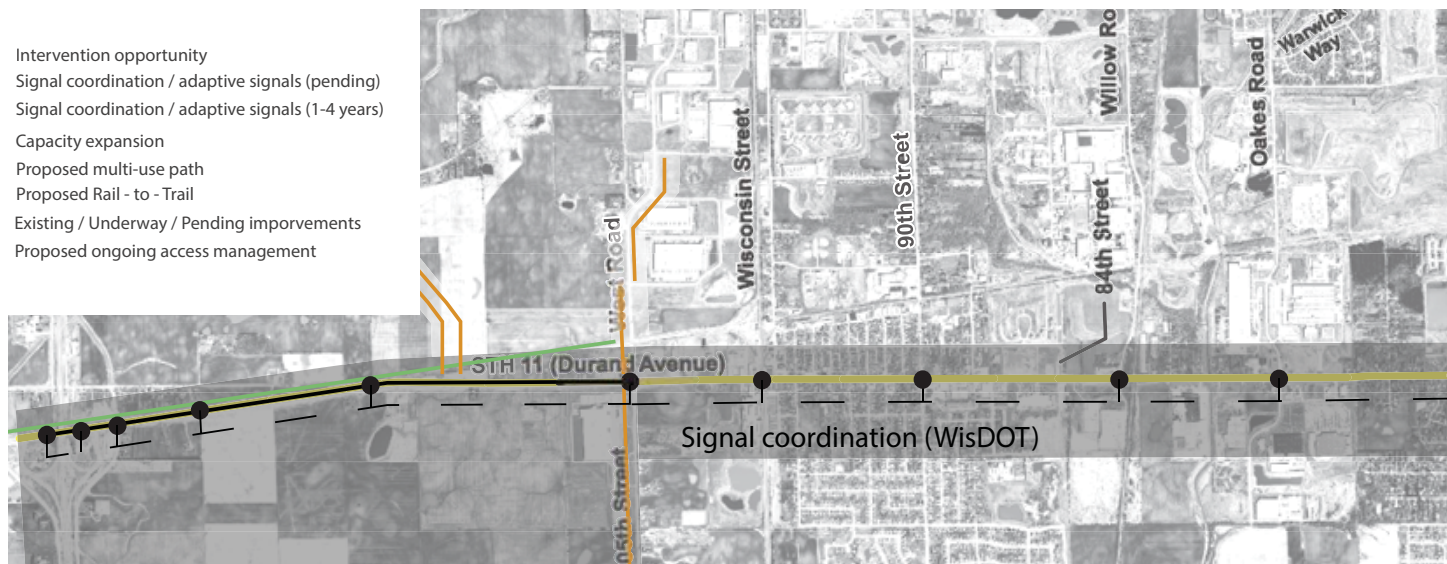 Intervention opportunity
Signal coordination / adaptive signals (pending)
Signal coordination / adaptive signals (1-4 years)
Capacity expansion
Proposed multi-use path
Proposed Rail - to - Trail
Existing / Underway / Pending imporvements
Proposed ongoing access management
Willow Ro
Warwick
Way
Oakes Road
Wisconsin Street
90th Street
84th Street
West Road
STH 11 (Durand Avenue)
Signal coordination (WisDOT)
05th Street